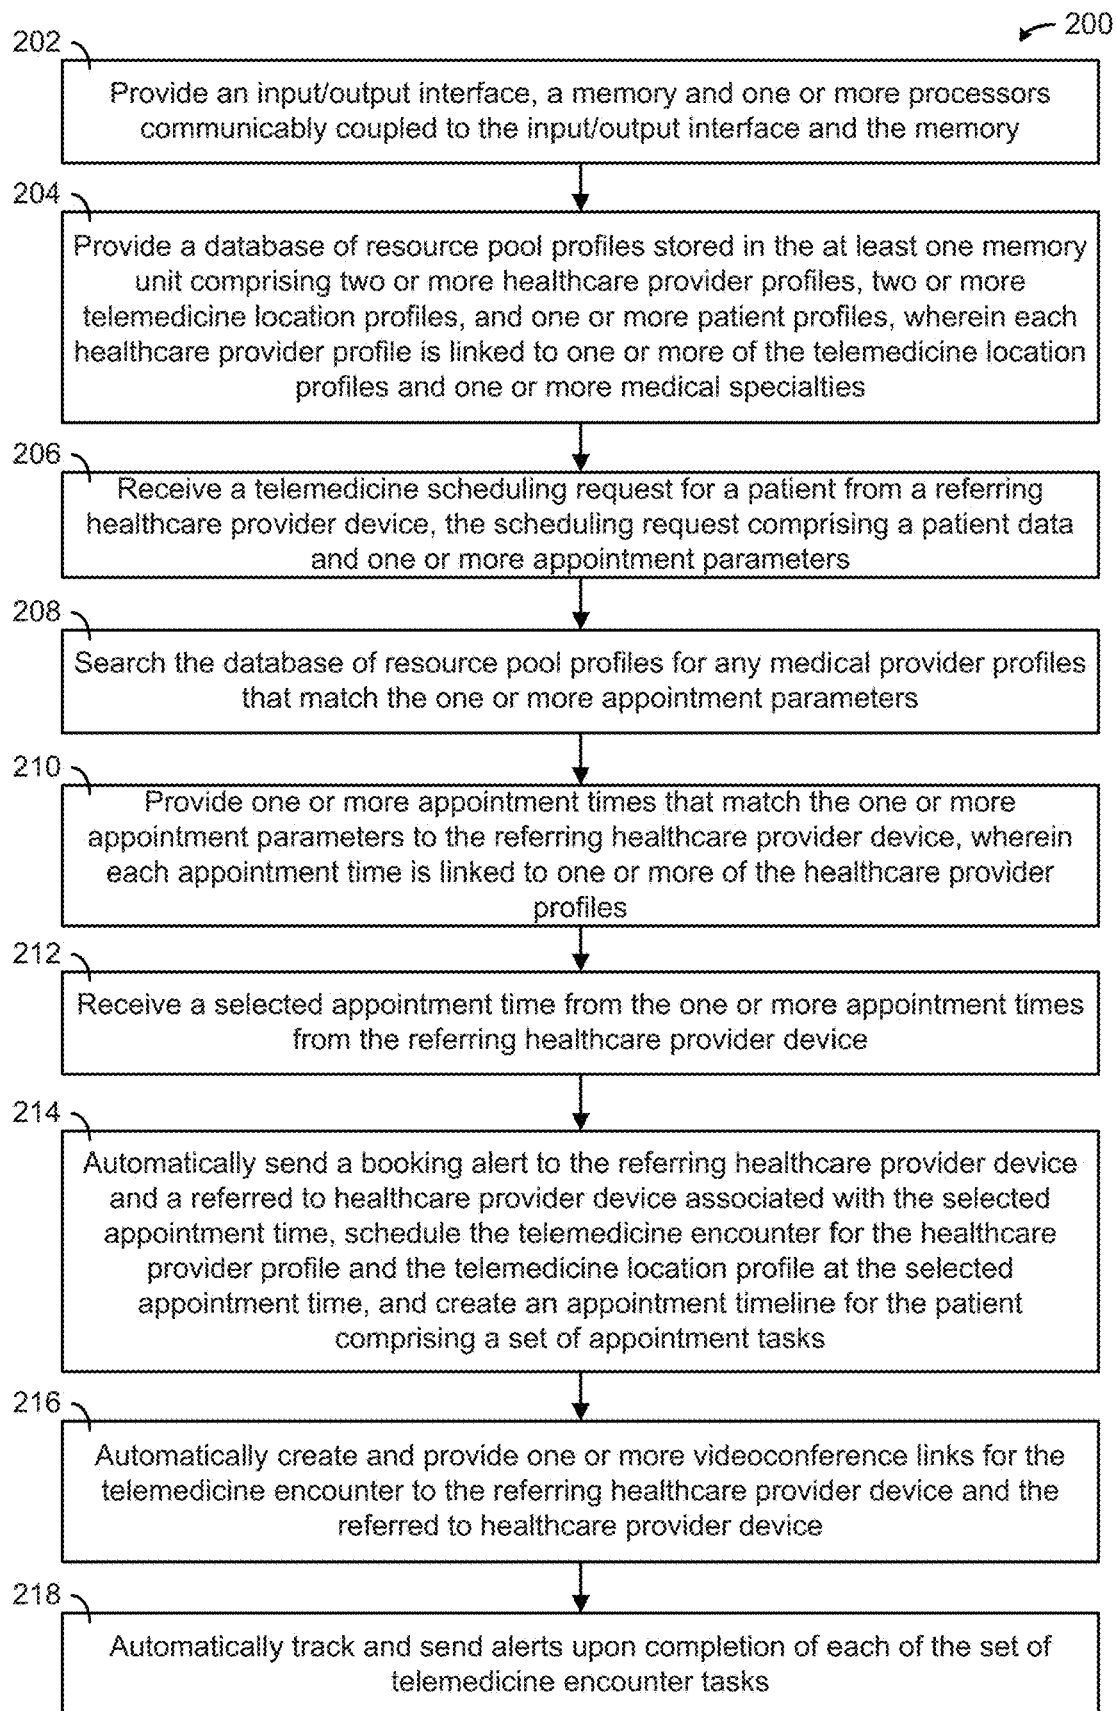 200
202
Provide an input/output interface, a memory and one or more processors
communicably coupled to the input/output interface and the memory
204
Provide a database of resource pool profiles stored in the at least one memory
unit comprising two or more healthcare provider profiles, two or more
telemedicine location profiles, and one or more patient profiles, wherein each
healthcare provider profile is linked to one or more of the telemedicine location
profiles and one or more medical specialties
206
Receive a telemedicine scheduling request for a patient from a referring
healthcare provider device, the scheduling request comprising a patient data
and one or more appointment parameters
208
Search the database of resource pool profiles for any medical provider profiles
that match the one or more appointment parameters
210
Provide one or more appointment times that match the one or more
appointment parameters to the referring healthcare provider device, wherein
each appointment time is linked to one or more of the healthcare provider
profiles
212
Receive a selected appointment time from the one or more appointment times
from the referring healthcare provider device
214
Automatically send a booking alert to the referring healthcare provider device
and a referred to healthcare provider device associated with the selected
appointment time, schedule the telemedicine encounter for the healthcare
provider profile and the telemedicine location profile at the selected
appointment time, and create an appointment timeline for the patient
comprising a set of appointment tasks
216
Automatically create and provide one or more videoconference links for the
telemedicine encounter to the referring healthcare provider device and the
referred to healthcare provider device
218
Automatically track and send alerts upon completion of each of the set of
telemedicine encounter tasks